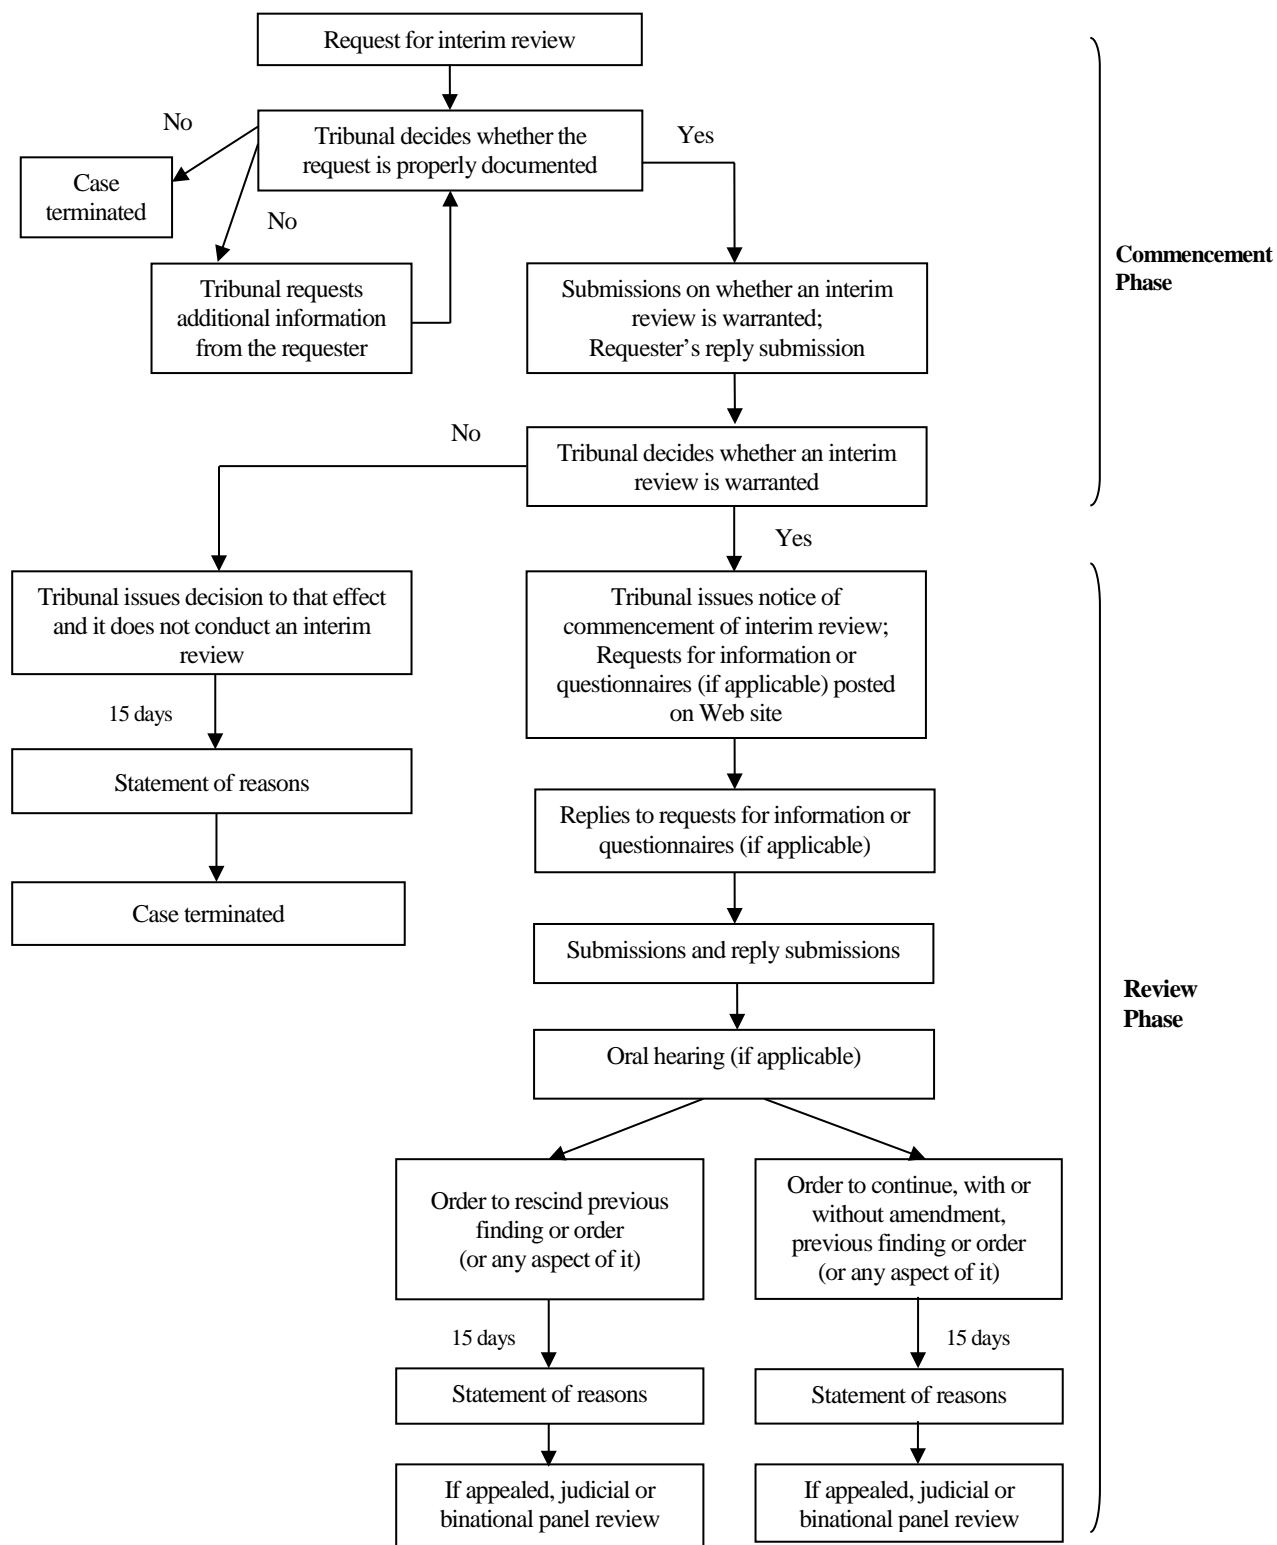 Request for interim review
No
Tribunal decides whether the
request is properly documented
Yes
Case
terminated
No
Tribunal requests
additional information
from the requester
Submissions on whether an interim
review is warranted;
Requester’s reply submission
Commencement
Phase
No
Tribunal decides whether an interim
review is warranted
Yes
Tribunal issues decision to that effect
and it does not conduct an interim
review
Tribunal issues notice of
commencement of interim review;
Requests for information or
questionnaires (if applicable) posted
on Web site
15 days
Statement of reasons
Replies to requests for information or
questionnaires (if applicable)
Case terminated
Submissions and reply submissions
Review
Phase
Oral hearing (if applicable)
Order to rescind previous
finding or order
(or any aspect of it)
Order to continue, with or
without amendment,
previous finding or order
(or any aspect of it)
15 days
15 days
Statement of reasons
Statement of reasons
If appealed, judicial or
binational panel review
If appealed, judicial or
binational panel review